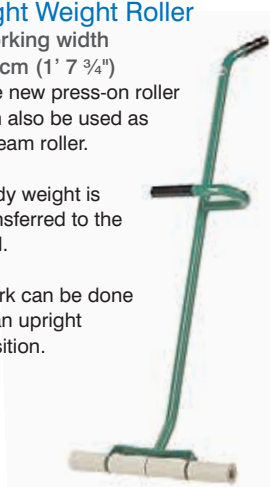 ght Weight Roller
rking width
cm (1' 7 ¾")
e new press-on roller
n also be used as
eam roller.
dy weight is
nsferred to the
l.
rk can be done
an upright
sition.